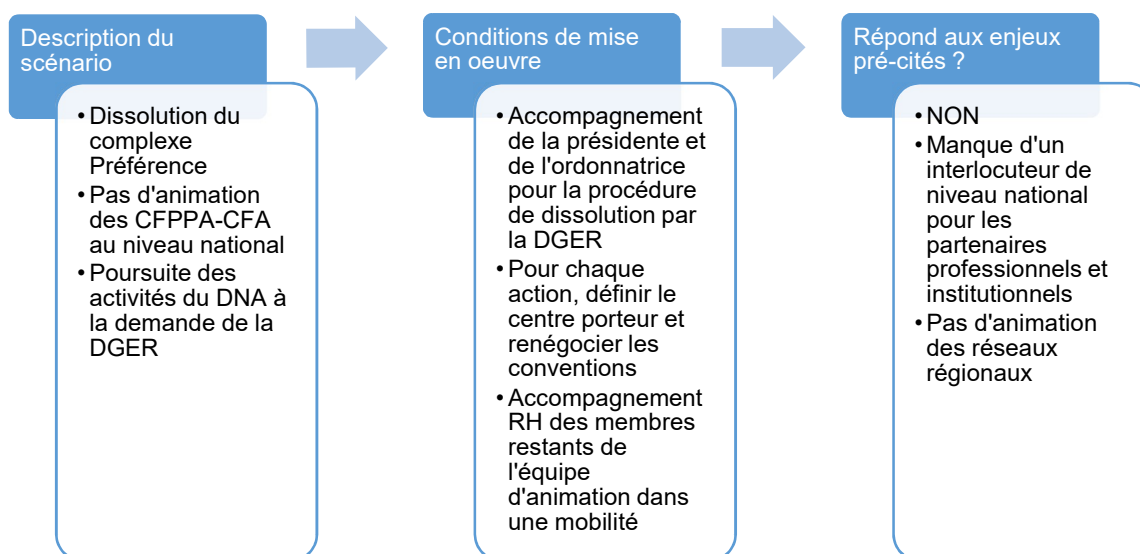 Description du
scénario
• Dissolution du
complexe
Préférence
• Pas d'animation
des CFPPA-CFA
au niveau national
• Poursuite des
activités du DNA à
la demande de la
DGER
Conditions de mise
en oeuvre
• Accompagnement
de la présidente et
de l'ordonnatrice
pour la procédure
de dissolution par
la DGER
• Pour chaque
action, définir le
centre porteur et
renégocier les
conventions
• Accompagnement
RH des membres
restants de
l'équipe
d'animation dans
une mobilité
Répond aux enjeux
pré-cités ?
• NON
• Manque d'un
interlocuteur de
niveau national
pour les
partenaires
professionnels et
institutionnels
• Pas d'animation
des réseaux
régionaux